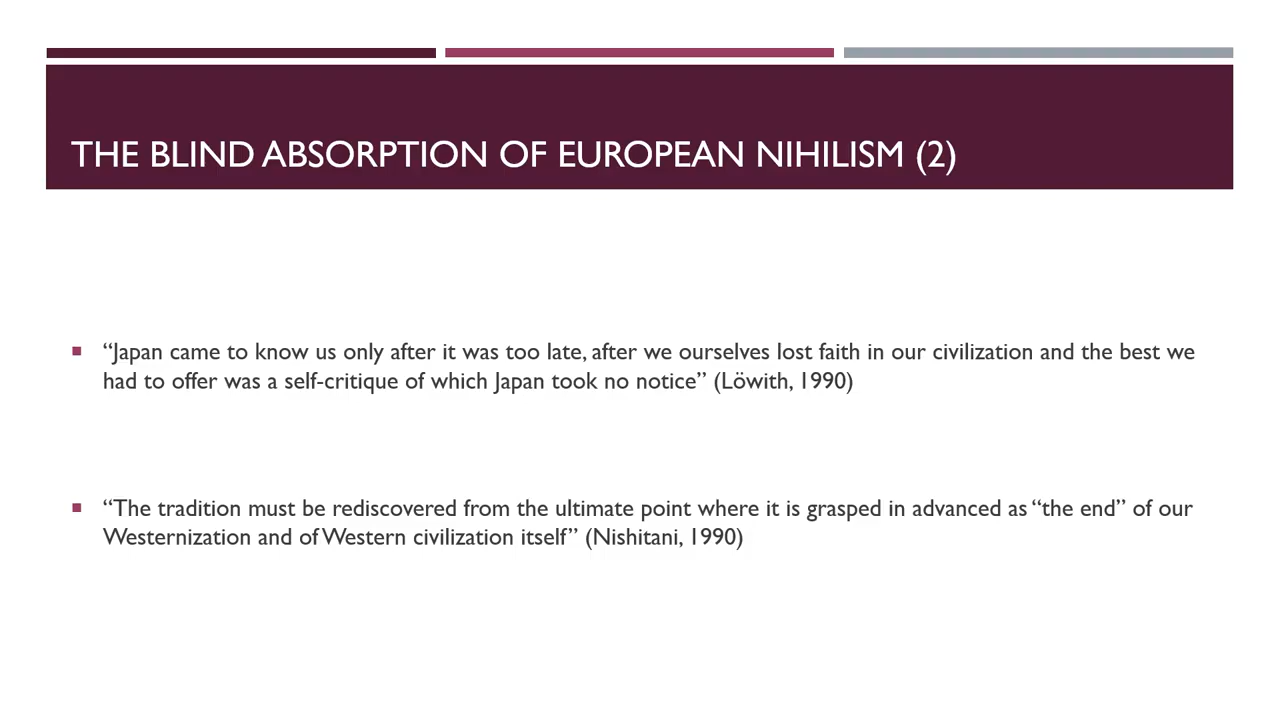 THE BLIND ABSORPTION OF EUROPEAN NIHILISM (2)
“Japan came to know us only after it was too late, after we ourselves lost faith in our civilization and the best we
had to offer was a self-critique of which Japan took no notice” (Löwith, 1990)
“The tradition must be rediscovered from the ultimate point where it is grasped in advanced as “the end” of our
Westernization and of Western civilization itself” (Nishitani, 1990)